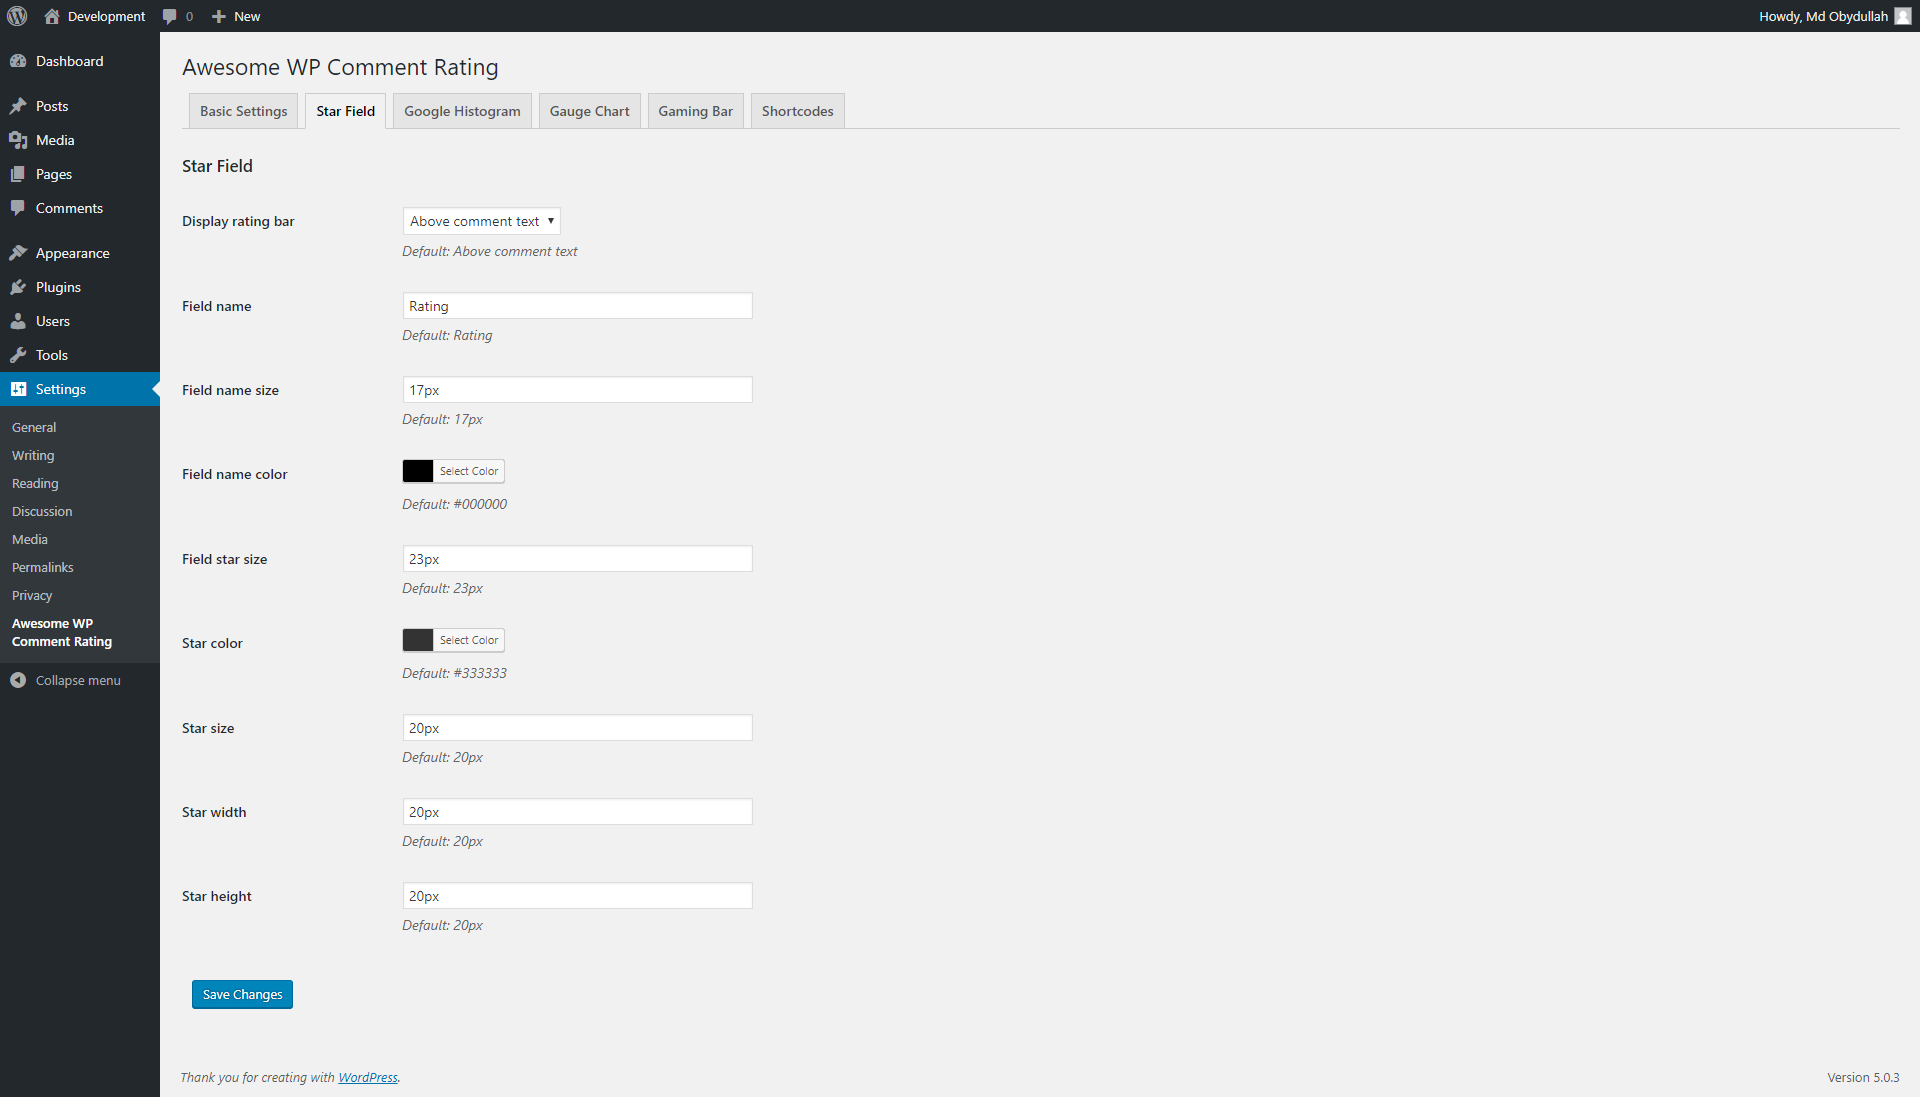 Development 0 New Howdy, Md Obydullah
Dashboard
Posts
Media
Pages
Comments
Appearance
Plugins
Users
Tools
Settings
General
Writing
Reading
Discussion
Media
Permalinks
Privacy
Awesome WP
Comment Rating
Collapse menu
Awesome WP Comment Rating
Basic Settings Star Field Google Histogram Gauge Chart Gaming Bar Shortcodes
Star Field
Display rating bar Above comment text
Default: Above comment text
Field name Rating
Default: Rating
Field name size 17px
Default: 17px
Field name color Select Color
Default: #000000
Field star size 23px
Default: 23px
Star color Select Color
Default: #333333
Star size 20px
Default: 20px
Star width 20px
Default: 20px
Star height 20px
Default: 20px
Save Changes
Thank you for creating with WordPress. Version 5.0.3